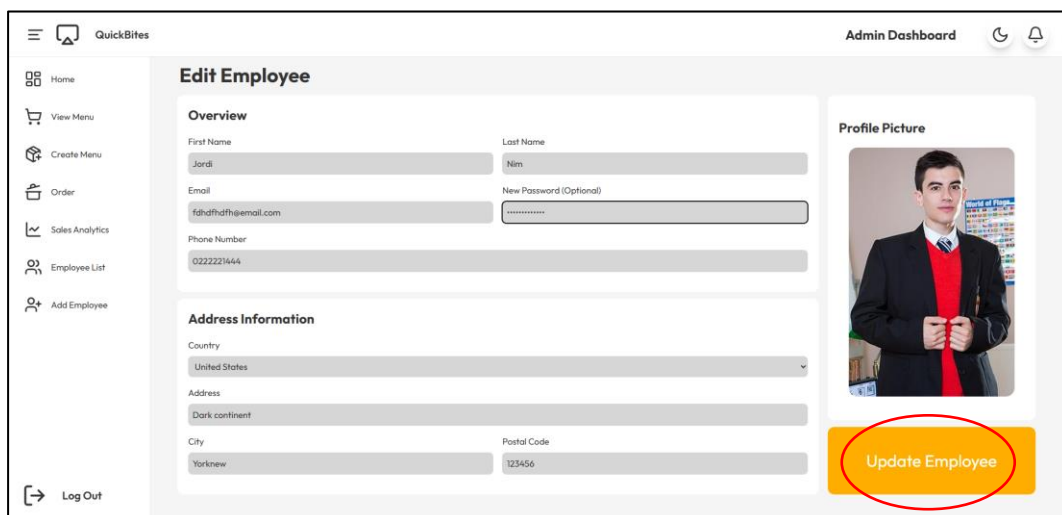 QuickBites
Admin Dashboard
Home
View Menu
Create Menu
Order
Sales Analytics
Employee List
Add Employee
Log Out
Edit Employee
Overview
First Name
Last Name
Jordi
Nim
Email
New Password (Optional)
fdhdfhdfh@email.com
Phone Number
0222221444
Address Information
Country
United States
Address
Dark continent
City
Postal Code
Yorknew
123456
Profile Picture
World of Flags
Update Employee